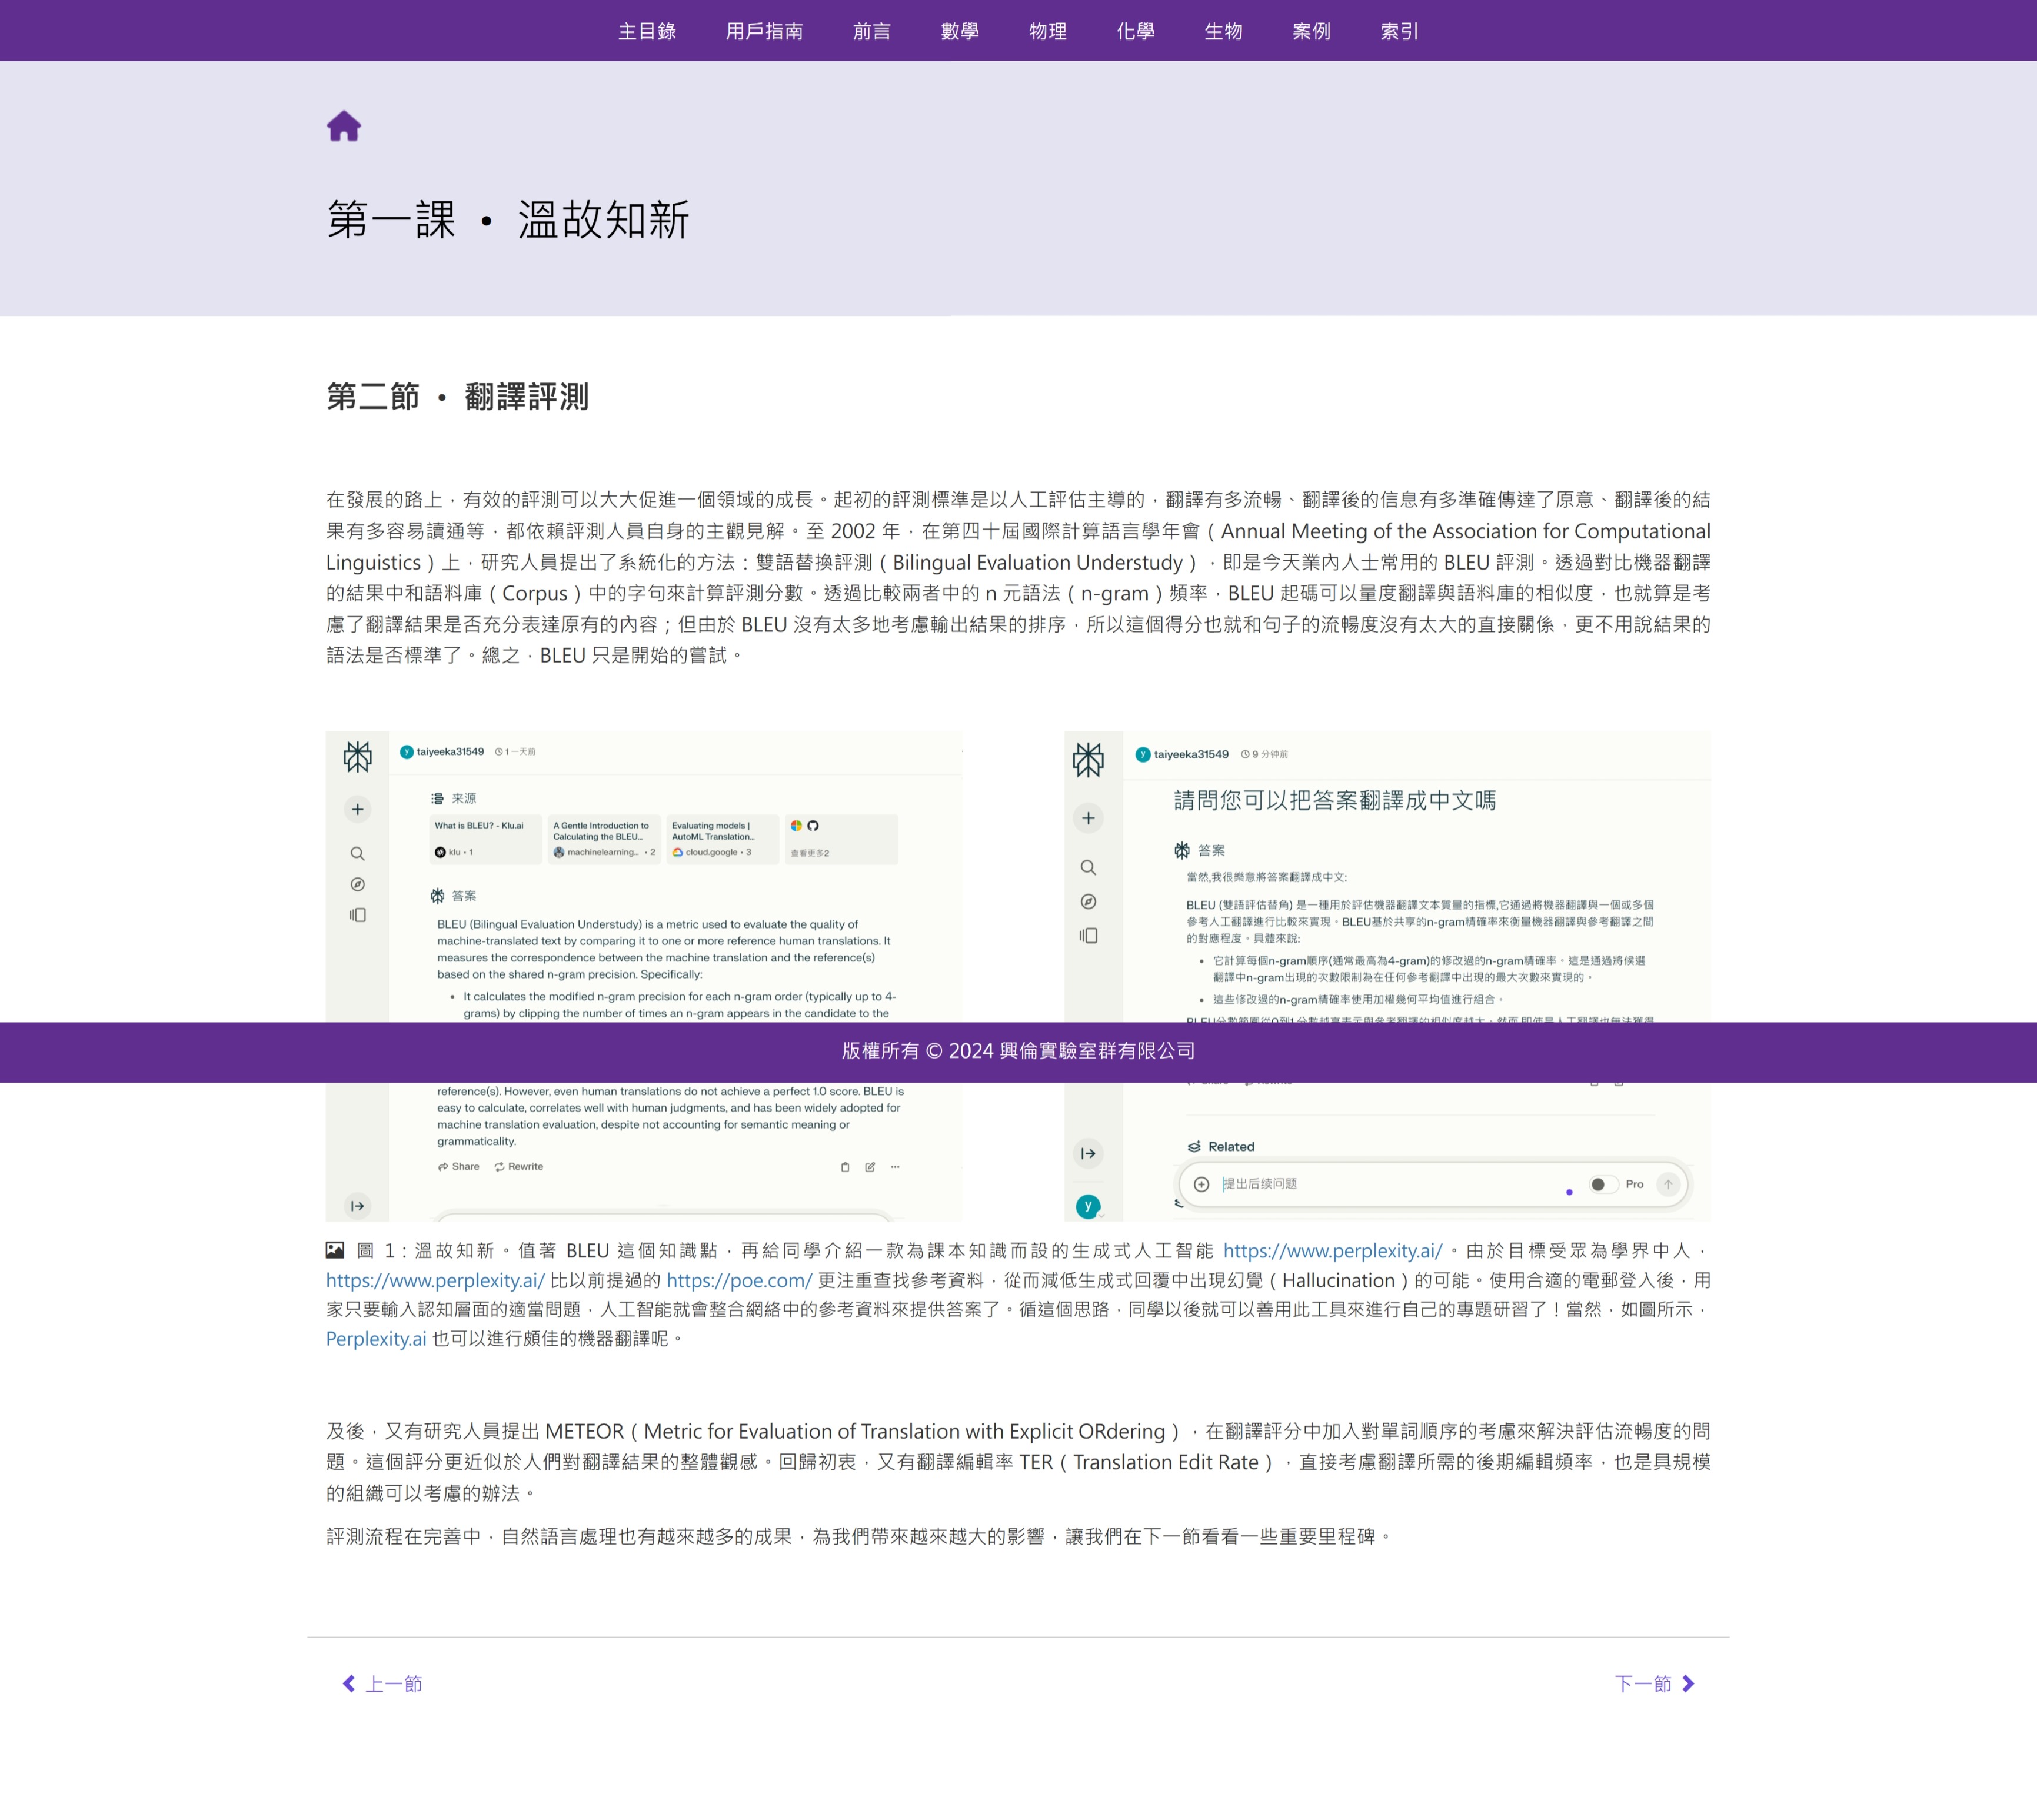 主目錄 用戶指南 前言 數學 物理 化學 生物 案例 索引
第一課 • 溫故知新
第二節 • 翻譯評測
在發展的路上，有效的評測可以大大促進一個領域的成長。起初的評測標準是以人工評估主導的，翻譯有多流暢、翻譯後的信息有多準確傳達了原意、翻譯後的結
果有多容易讀通等，都依賴評測人員自身的主觀見解。至 2002 年，在第四十屆國際計算語言學年會（Annual Meeting of the Association for Computational
Linguistics）上，研究人員提出了系統化的方法：雙語替換評測（Bilingual Evaluation Understudy），即是今天業內人士常用的 BLEU 評測。透過對比機器翻譯
的結果中和語料庫（Corpus）中的字句來計算評測分數。透過比較兩者中的 n 元語法（n-gram）頻率，BLEU 起碼可以量度翻譯與語料庫的相似度，也就算是考
慮了翻譯結果是否充分表達原有的內容；但由於 BLEU 沒有太多地考慮輸出結果的排序，所以這個得分也就和句子的流暢度沒有太大的直接關係，更不用說結果的
語法是否標準了。總之，BLEU 只是開始的嘗試。
y taiyeeka31549 1 一天前
来源
What is BLEU? - Klu.ai
klu • 1
A Gentle Introduction to
Calculating the BLEU...
machinelearning... • 2
Evaluating models |
AutoML Translation...
cloud.google • 3
查看更多2
答案
BLEU (Bilingual Evaluation Understudy) is a metric used to evaluate the quality of
machine-translated text by comparing it to one or more reference human translations. It
measures the correspondence between the machine translation and the reference(s)
based on the shared n-gram precision. Specifically:
• It calculates the modified n-gram precision for each n-gram order (typically up to 4-
grams) by clipping the number of times an n-gram appears in the candidate to the
reference(s). However, even human translations do not achieve a perfect 1.0 score. BLEU is
easy to calculate, correlates well with human judgments, and has been widely adopted for
machine translation evaluation, despite not accounting for semantic meaning or
grammaticality.
Share Rewrite
y taiyeeka31549 9 分钟前
請問您可以把答案翻譯成中文嗎
答案
當然,我很樂意將答案翻譯成中文:
BLEU (雙語評估替角) 是一種用於評估機器翻譯文本質量的指標,它通過將機器翻譯與一個或多個
參考人工翻譯進行比較來實現。BLEU基於共享的n-gram精確率來衡量機器翻譯與參考翻譯之間
的對應程度。具體來說:
• 它計算每個n-gram順序(通常最高為4-gram)的修改過的n-gram精確率。這是通過將候選
翻譯中n-gram出現的次數限制為在任何參考翻譯中出現的最大次數來實現的。
• 這些修改過的n-gram精確率使用加權幾何平均值進行組合。
Related
提出后续问题 Pro
y
版權所有 © 2024 興倫實驗室群有限公司
圖 1：溫故知新。值著 BLEU 這個知識點，再給同學介紹一款為課本知識而設的生成式人工智能 https://www.perplexity.ai/。由於目標受眾為學界中人，
https://www.perplexity.ai/ 比以前提過的 https://poe.com/ 更注重查找參考資料，從而減低生成式回覆中出現幻覺（Hallucination）的可能。使用合適的電郵登入後，用
家只要輸入認知層面的適當問題，人工智能就會整合網絡中的參考資料來提供答案了。循這個思路，同學以後就可以善用此工具來進行自己的專題研習了！當然，如圖所示，
Perplexity.ai 也可以進行頗佳的機器翻譯呢。
及後，又有研究人員提出 METEOR（Metric for Evaluation of Translation with Explicit ORdering），在翻譯評分中加入對單詞順序的考慮來解決評估流暢度的問
題。這個評分更近似於人們對翻譯結果的整體觀感。回歸初衷，又有翻譯編輯率 TER（Translation Edit Rate），直接考慮翻譯所需的後期編輯頻率，也是具規模
的組織可以考慮的辦法。
評測流程在完善中，自然語言處理也有越來越多的成果，為我們帶來越來越大的影響，讓我們在下一節看看一些重要里程碑。
上一節
下一節